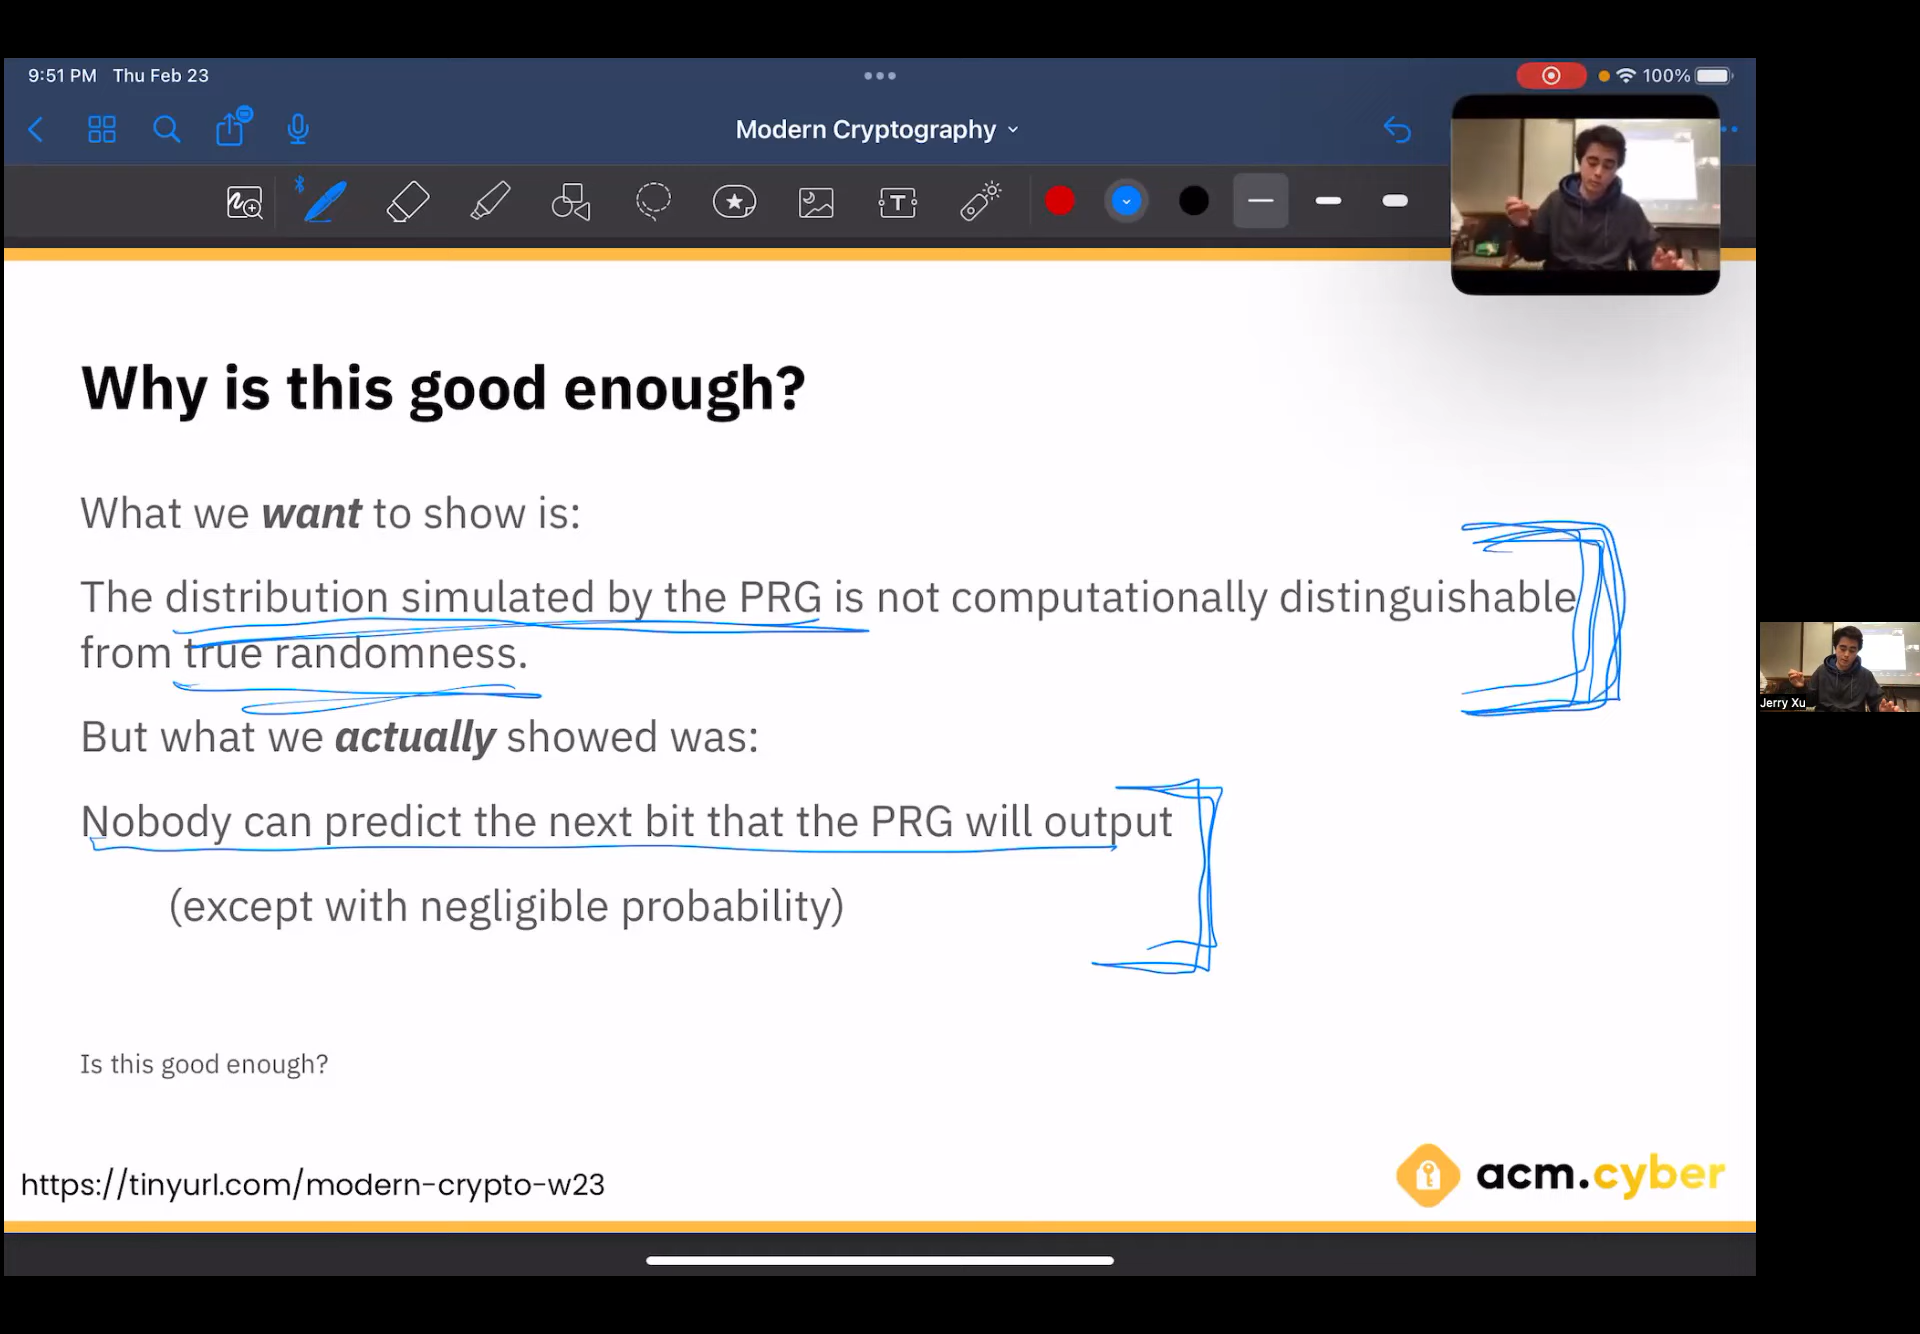 9:51 PM Thu Feb 23
100%
Modern Cryptography
T
Why is this good enough?
What we want to show is:
The distribution simulated by the PRG is not computationally distinguishable
from true randomness.
But what we actually showed was:
Nobody can predict the next bit that the PRG will output
(except with negligible probability)
Is this good enough?
https://tinyurl.com/modern-crypto-w23
acm.cyber
Jerry Xu